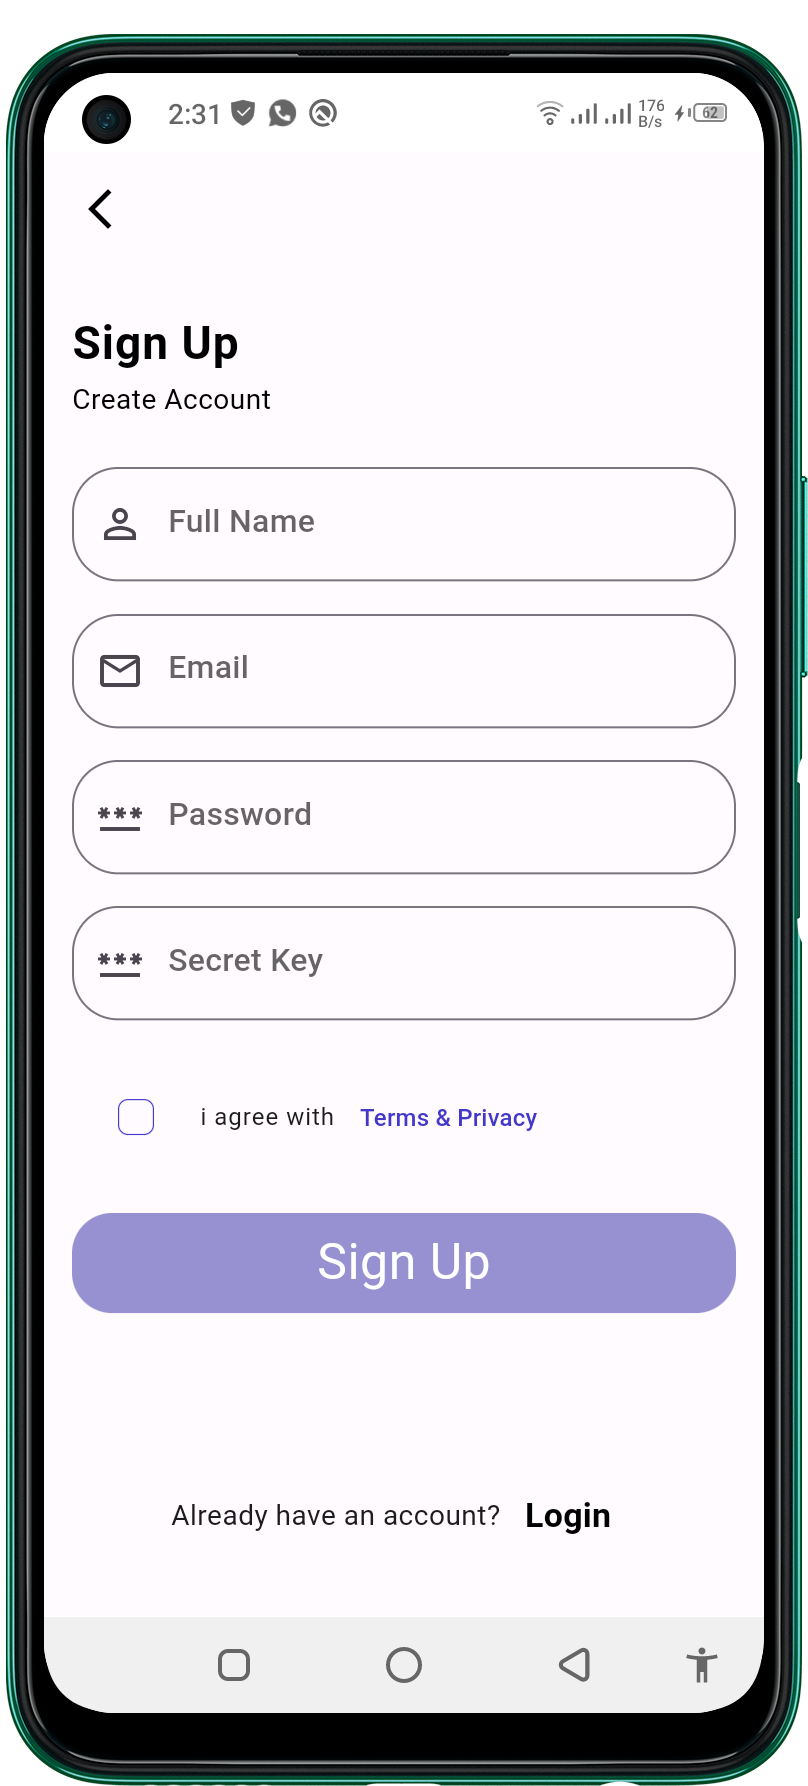 2:31 176 B/s 62
Sign Up
Create Account
Full Name
Email
*** Password
*** Secret Key
i agree with Terms & Privacy
Sign Up
Already have an account? Login